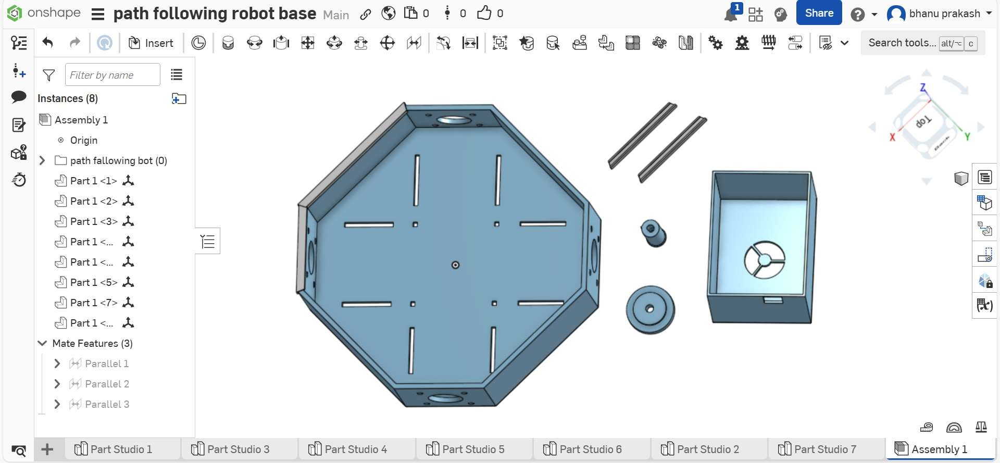 onshape path following robot base Main 0 0 0 1 Share bhanu prakash
Insert Search tools... alt/⌥ c
Filter by name
Instances (8)
Assembly 1
Origin
path fallowing bot (0)
Part 1 <1>
Part 1 <2>
Part 1 <3>
Part 1 <...
Part 1 <...
Part 1 <5>
Part 1 <7>
Part 1 <...
Mate Features (3)
Parallel 1
Parallel 2
Parallel 3
Z
Top
X
Y
(x)
Part Studio 1 Part Studio 3 Part Studio 4 Part Studio 5 Part Studio 6 Part Studio 2 Part Studio 7 Assembly 1